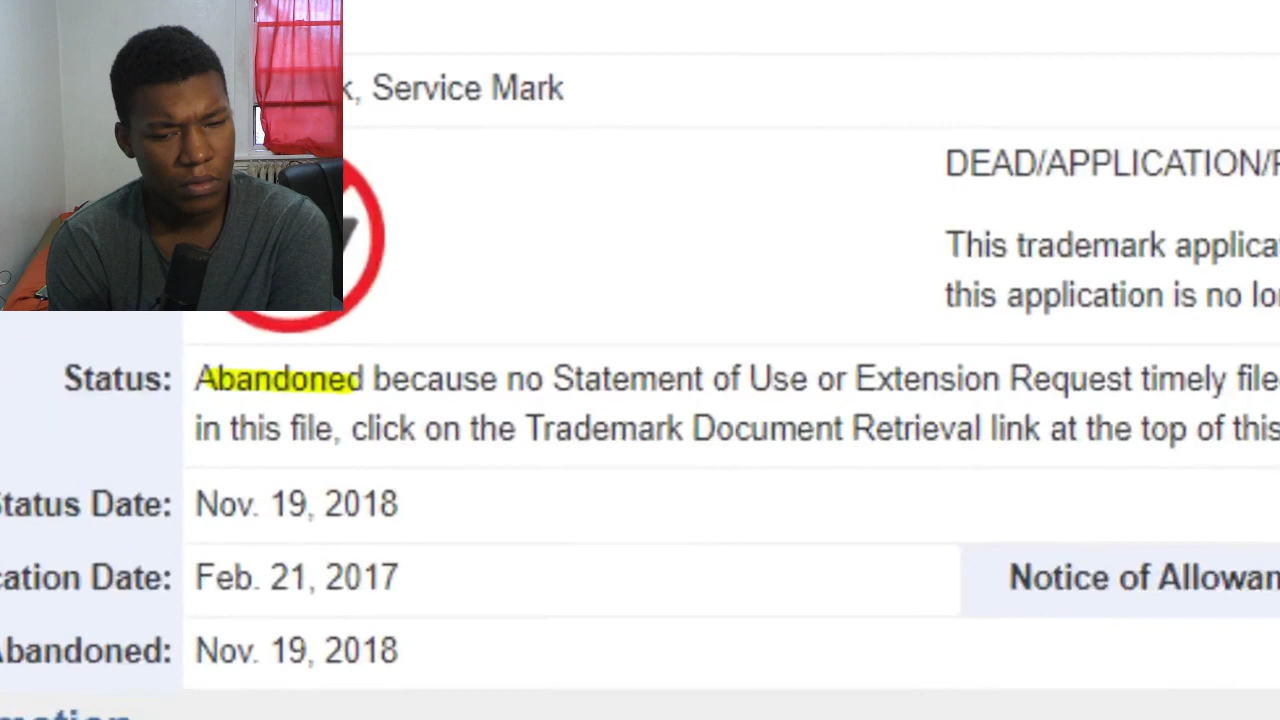 k, Service Mark
DEAD/APPLICATION/
This trademark applica
this application is no lo
Status: Abandoned because no Statement of Use or Extension Request timely file
in this file, click on the Trademark Document Retrieval link at the top of this
Status Date: Nov. 19, 2018
cation Date: Feb. 21, 2017
Notice of Allowan
Abandoned: Nov. 19, 2018